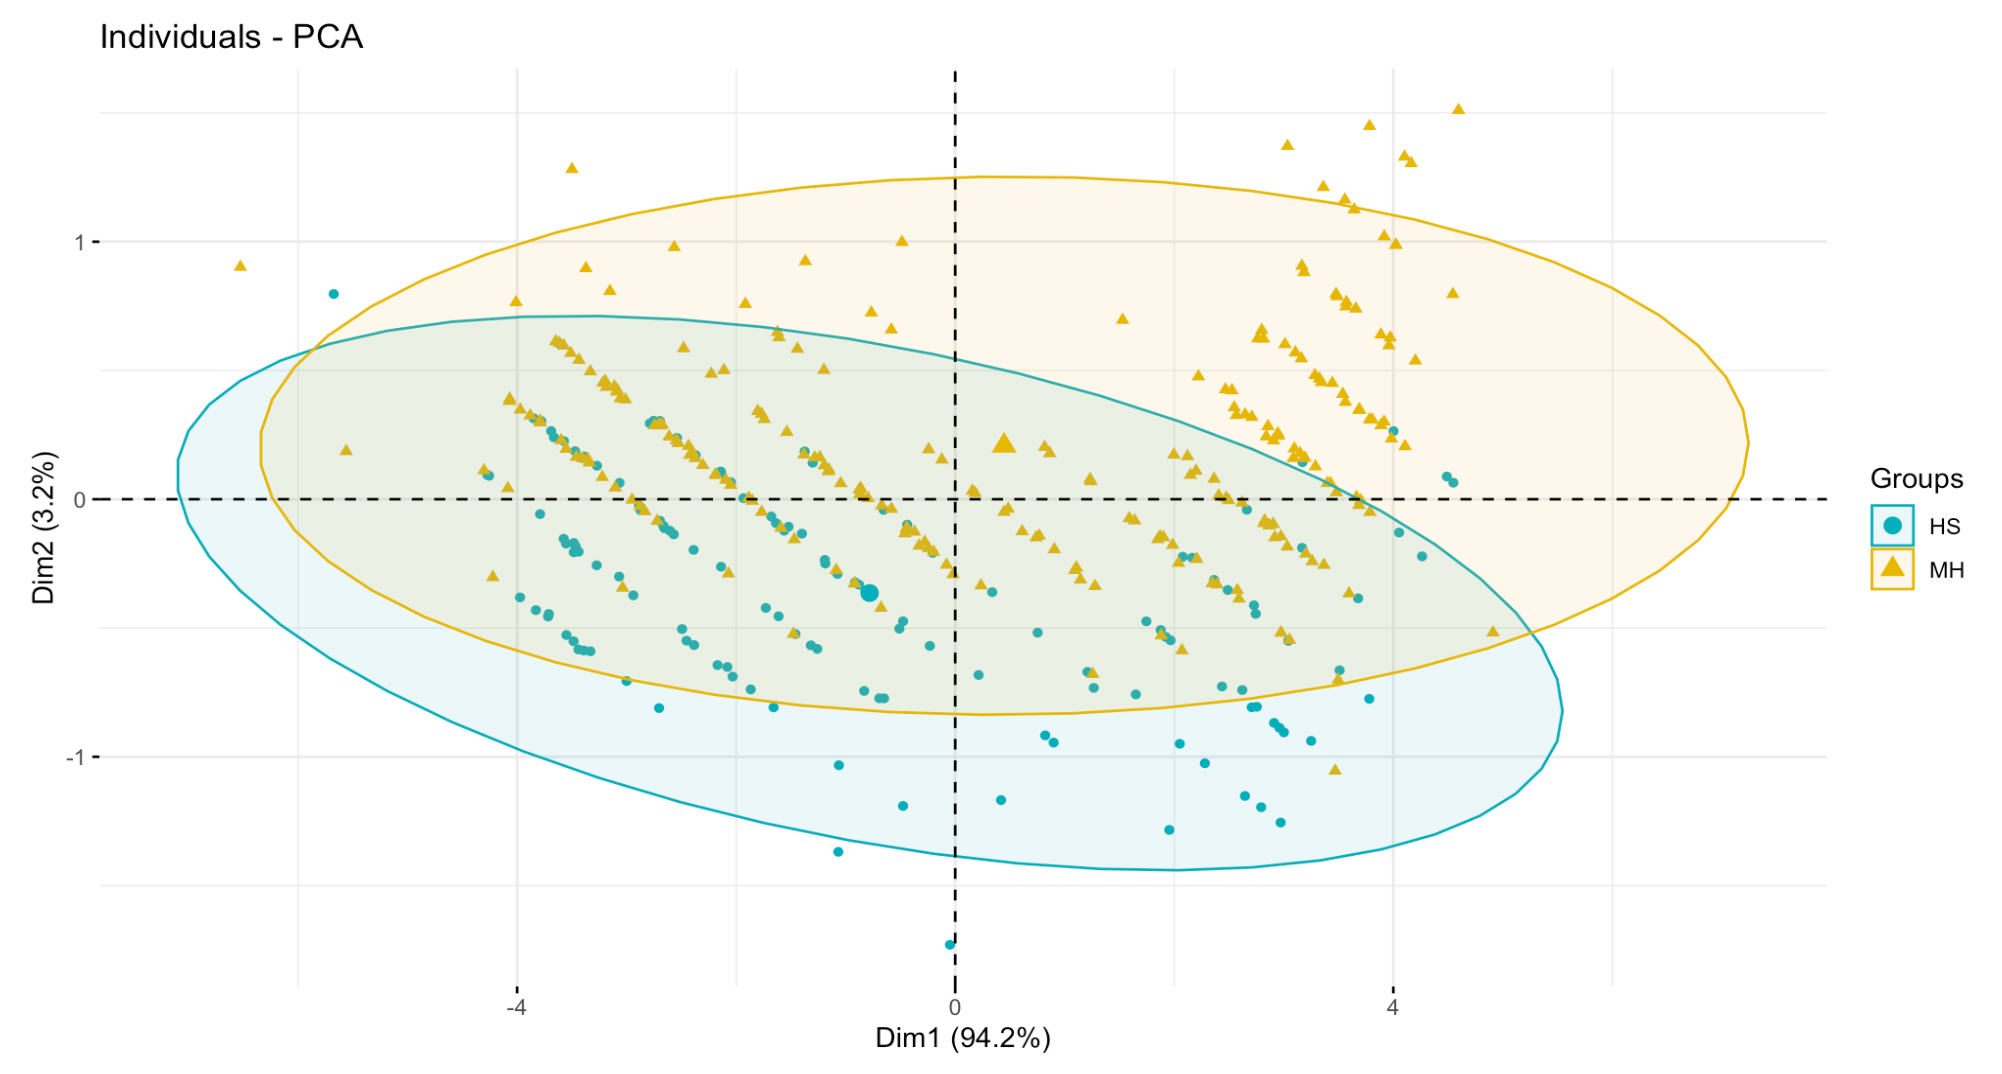 Individuals - PCA
1
0
-1
Dim2 (3.2%)
-4
0
4
Dim1 (94.2%)
Groups
HS
MH